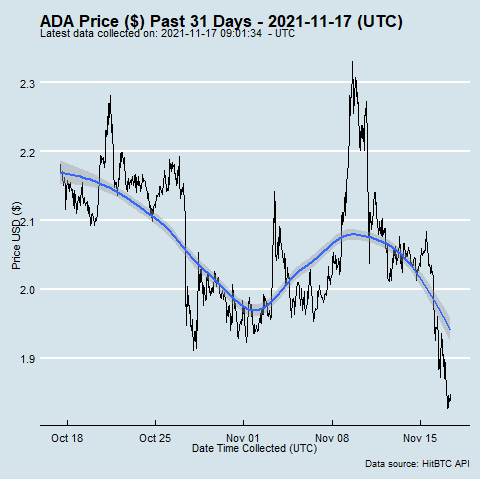 ADA Price ($) Past 31 Days - 2021-11-17 (UTC)
Latest data collected on: 2021-11-17 09:01:34 - UTC
2.3
2.2
2.1
2.0
1.9
Price USD ($)
Oct 18
Oct 25
Nov 01
Nov 08
Nov 15
Date Time Collected (UTC)
Data source: HitBTC API